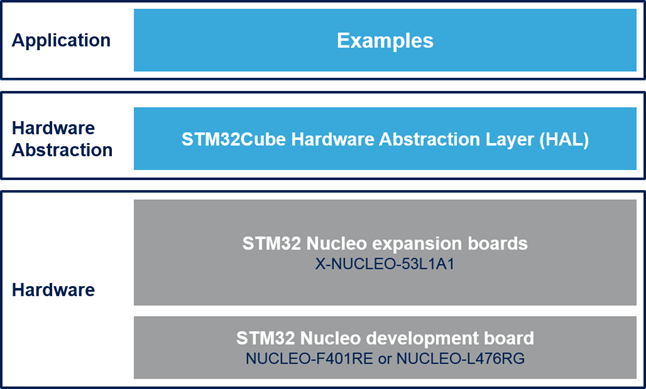 Application
Examples
Hardware
Abstraction
STM32Cube Hardware Abstraction Layer (HAL)
Hardware
STM32 Nucleo expansion boards
X-NUCLEO-53L1A1
STM32 Nucleo development board
NUCLEO-F401RE or NUCLEO-L476RG